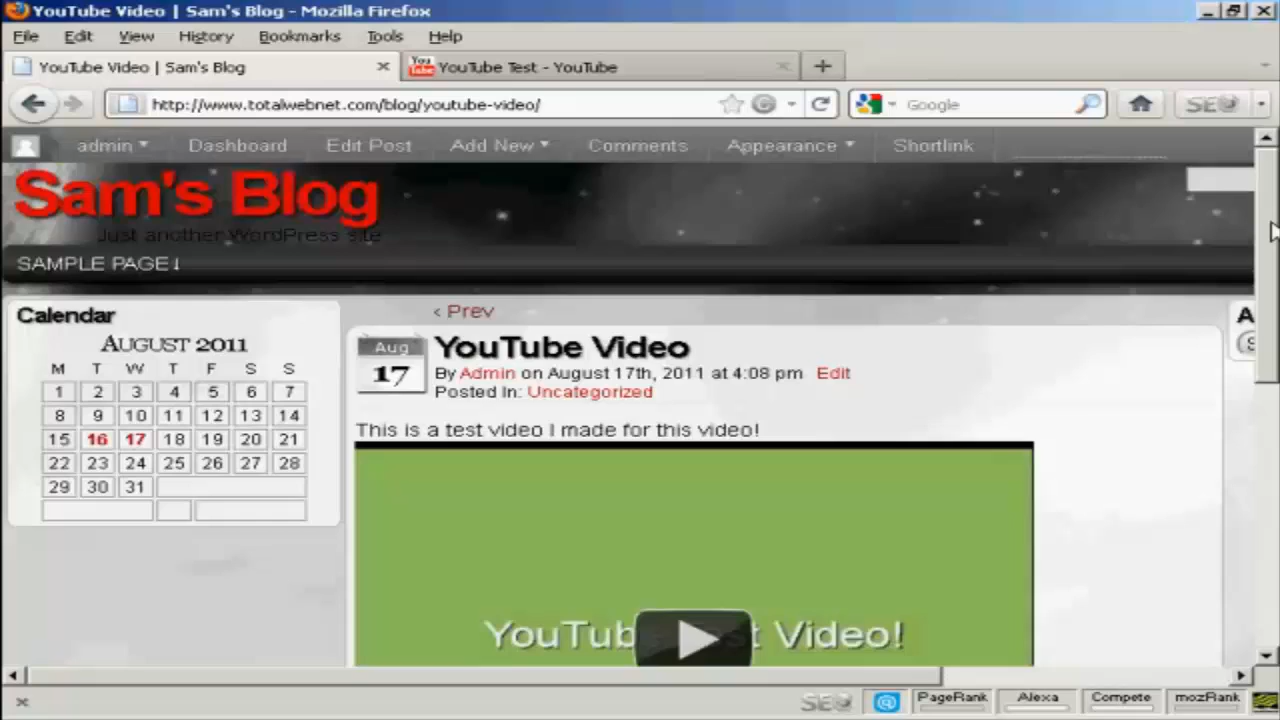 YouTube Video | Sam's Blog - Mozilla Firefox
File Edit View History Bookmarks Tools Help
YouTube Video | Sam's Blog
You Tube YouTube Test - YouTube
http://www.totalwebnet.com/blog/youtube-video/
Google
admin Dashboard Edit Post Add New Comments Appearance Shortlink
Sam's Blog
Just another WordPress site
SAMPLE PAGE↓
Calendar
AUGUST 2011
M T W T F S S
1 2 3 4 5 6 7
8 9 10 11 12 13 14
15 16 17 18 19 20 21
22 23 24 25 26 27 28
29 30 31
‹ Prev
Aug
17
YouTube Video
By Admin on August 17th, 2011 at 4:08 pm Edit
Posted In: Uncategorized
This is a test video I made for this video!
Video!
PageRank Alexa Compete mozRank